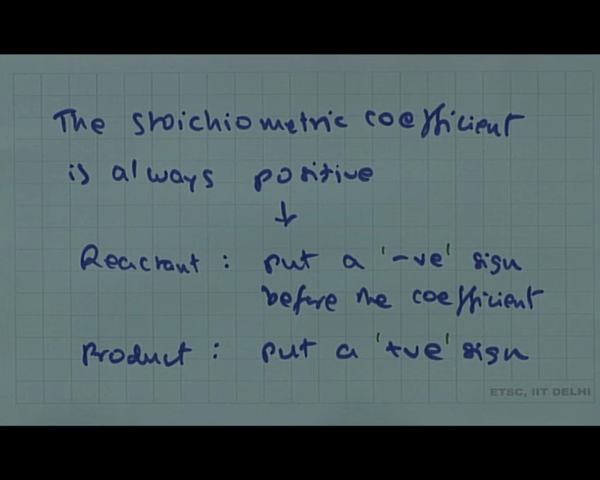 The stoichiometric coefficient
is always positive
↓
Reactant : put a '-ve' sign
before the coefficient
Product : put a '+ve' sign
ETSC, IIT DELHI